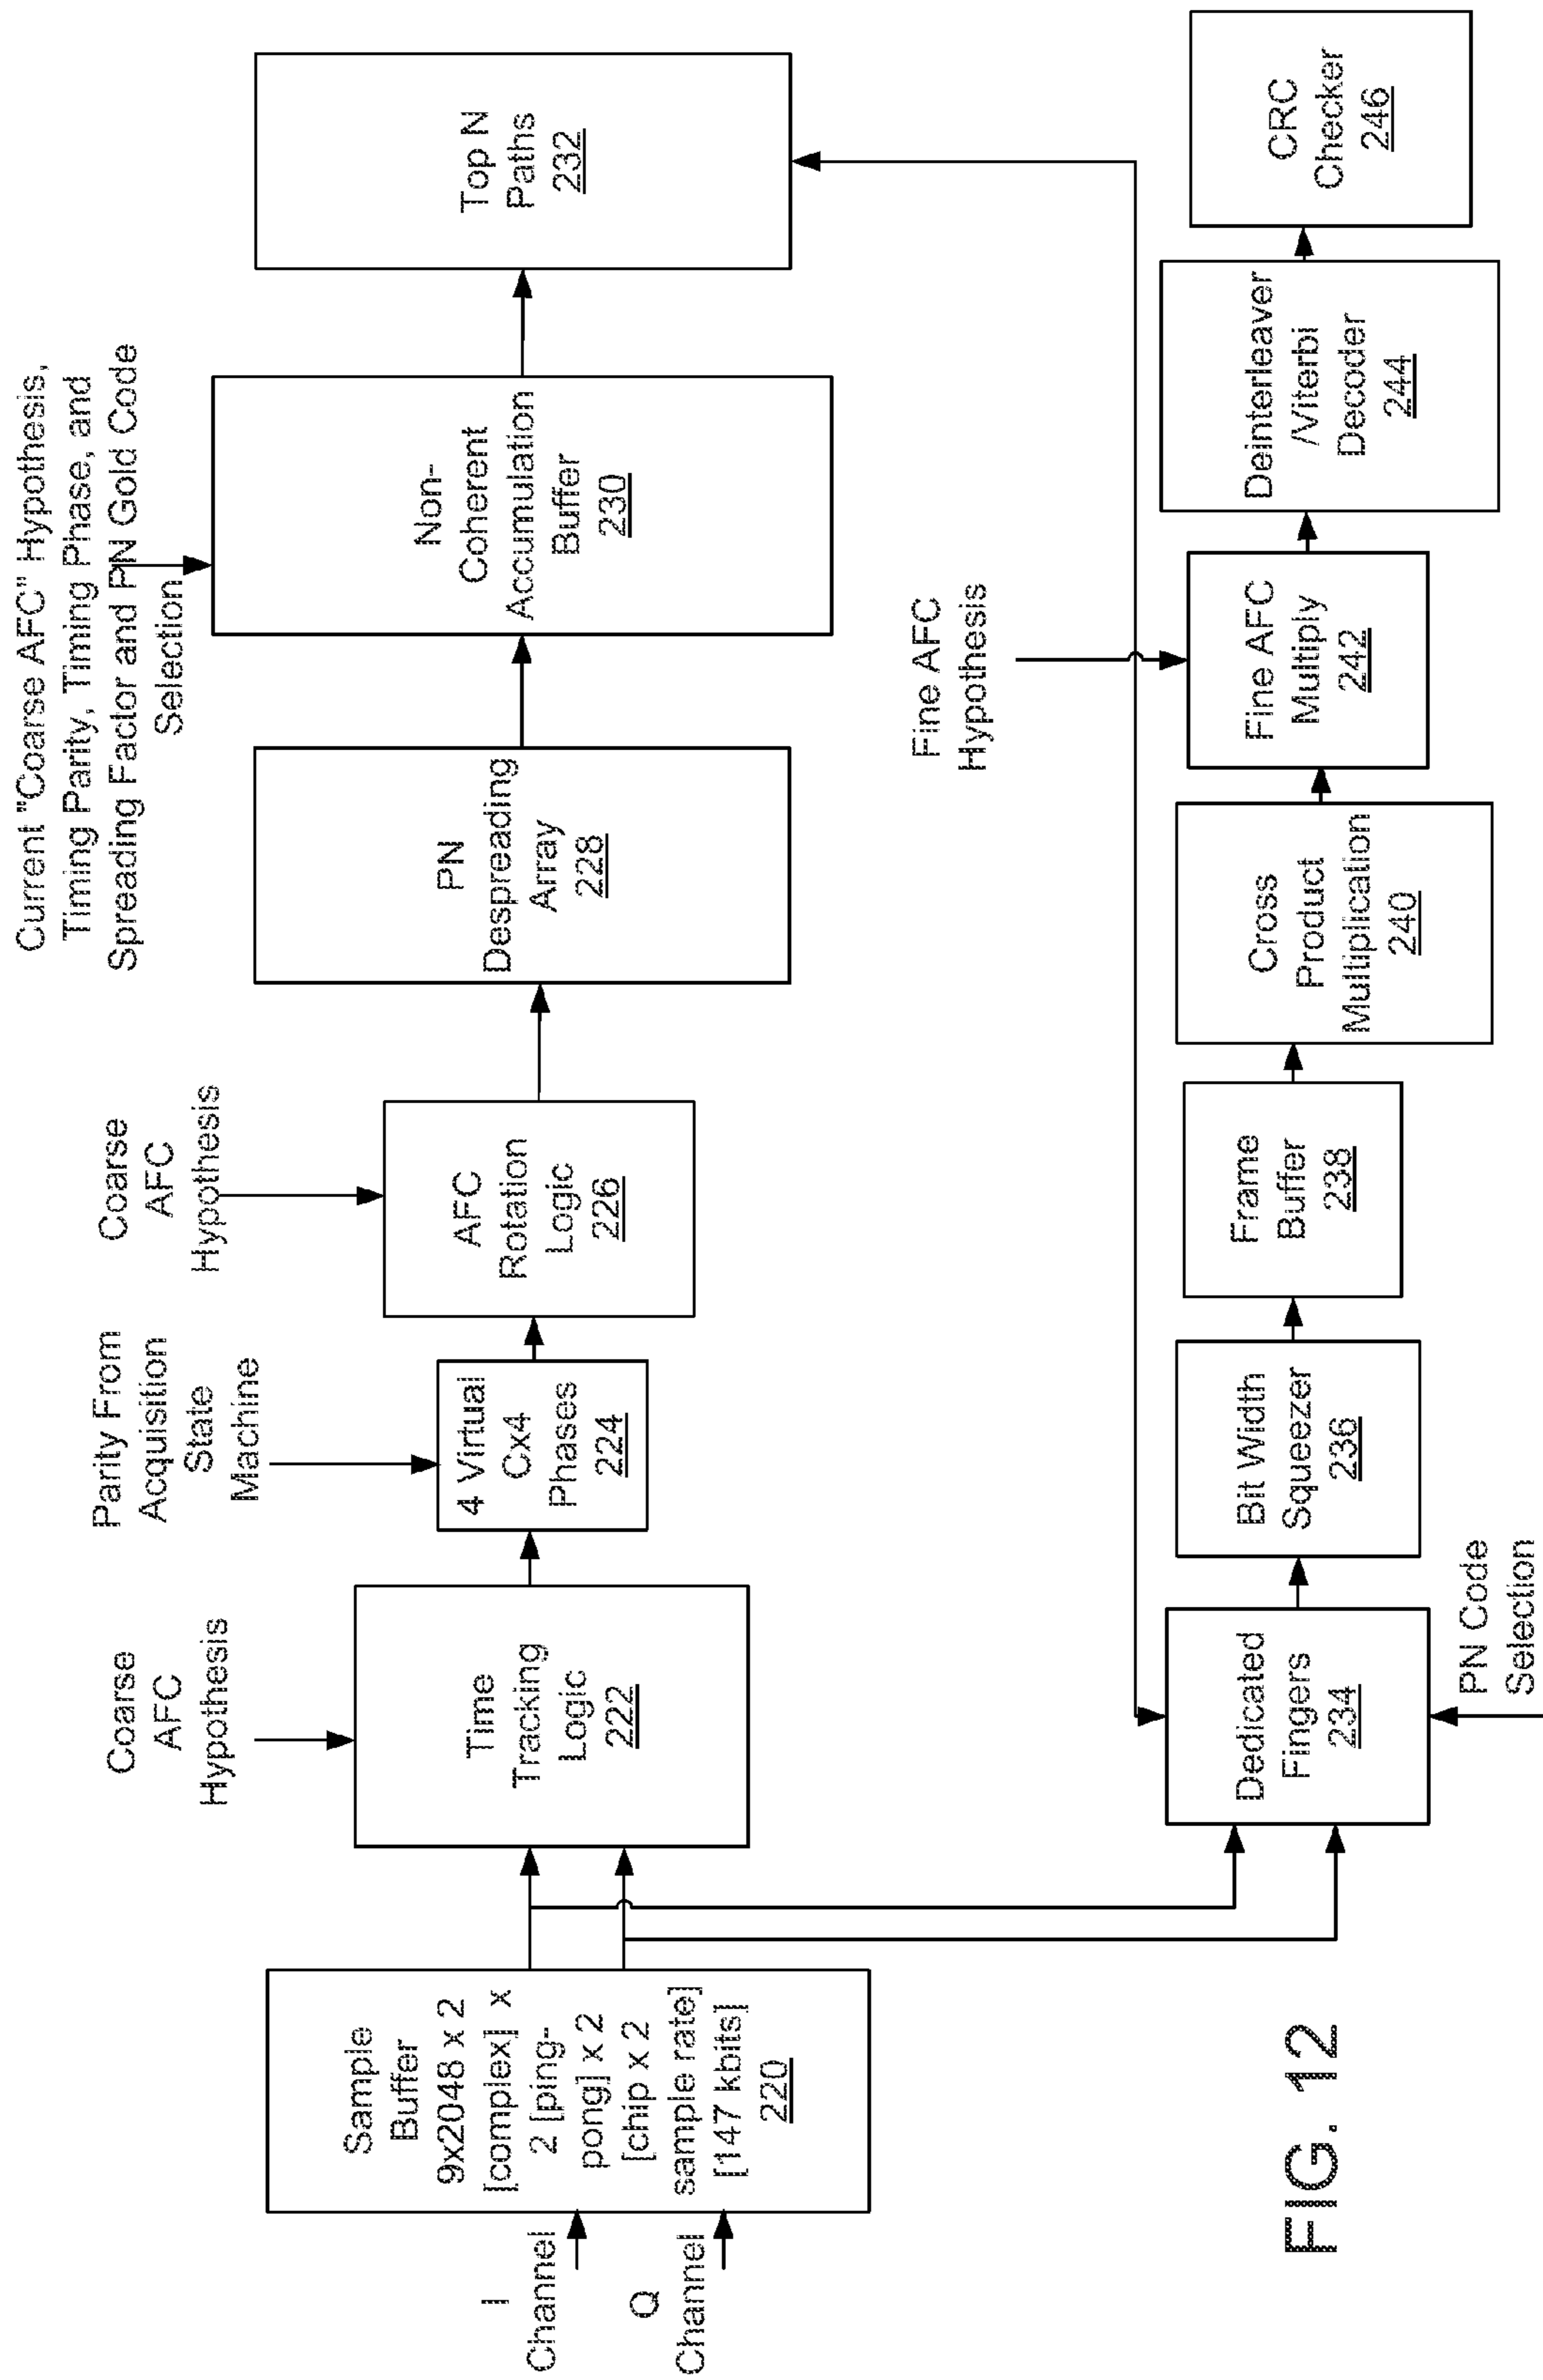 Current "Coarse AFC" Hypothesis,
Timing Parity, Timing Phase, and
Spreading Factor and PN Gold Code
Selection
Coarse
AFC
Hypothesis
Parity From
Acquisition
State
Machine
Coarse
AFC
Hypothesis
I
Channel
Q
Channel
Sample
Buffer
9x2048 x 2
[complex] x
2 [ping-
pong] x 2
[chip x 2
sample rate]
[147 kbits]
220
Time
Tracking
Logic
222
4 Virtual
Cx4
Phases
224
AFC
Rotation
Logic
226
PN
Despreading
Array
228
Non-
Coherent
Accumulation
Buffer
230
Top N
Paths
232
Fine AFC
Hypothesis
Dedicated
Fingers
234
PN Code
Selection
Bit Width
Squeezer
236
Frame
Buffer
238
Cross
Product
Multiplication
240
Fine AFC
Multiply
242
Deinterleaver
/Viterbi
Decoder
244
CRC
Checker
246
FIG. 12